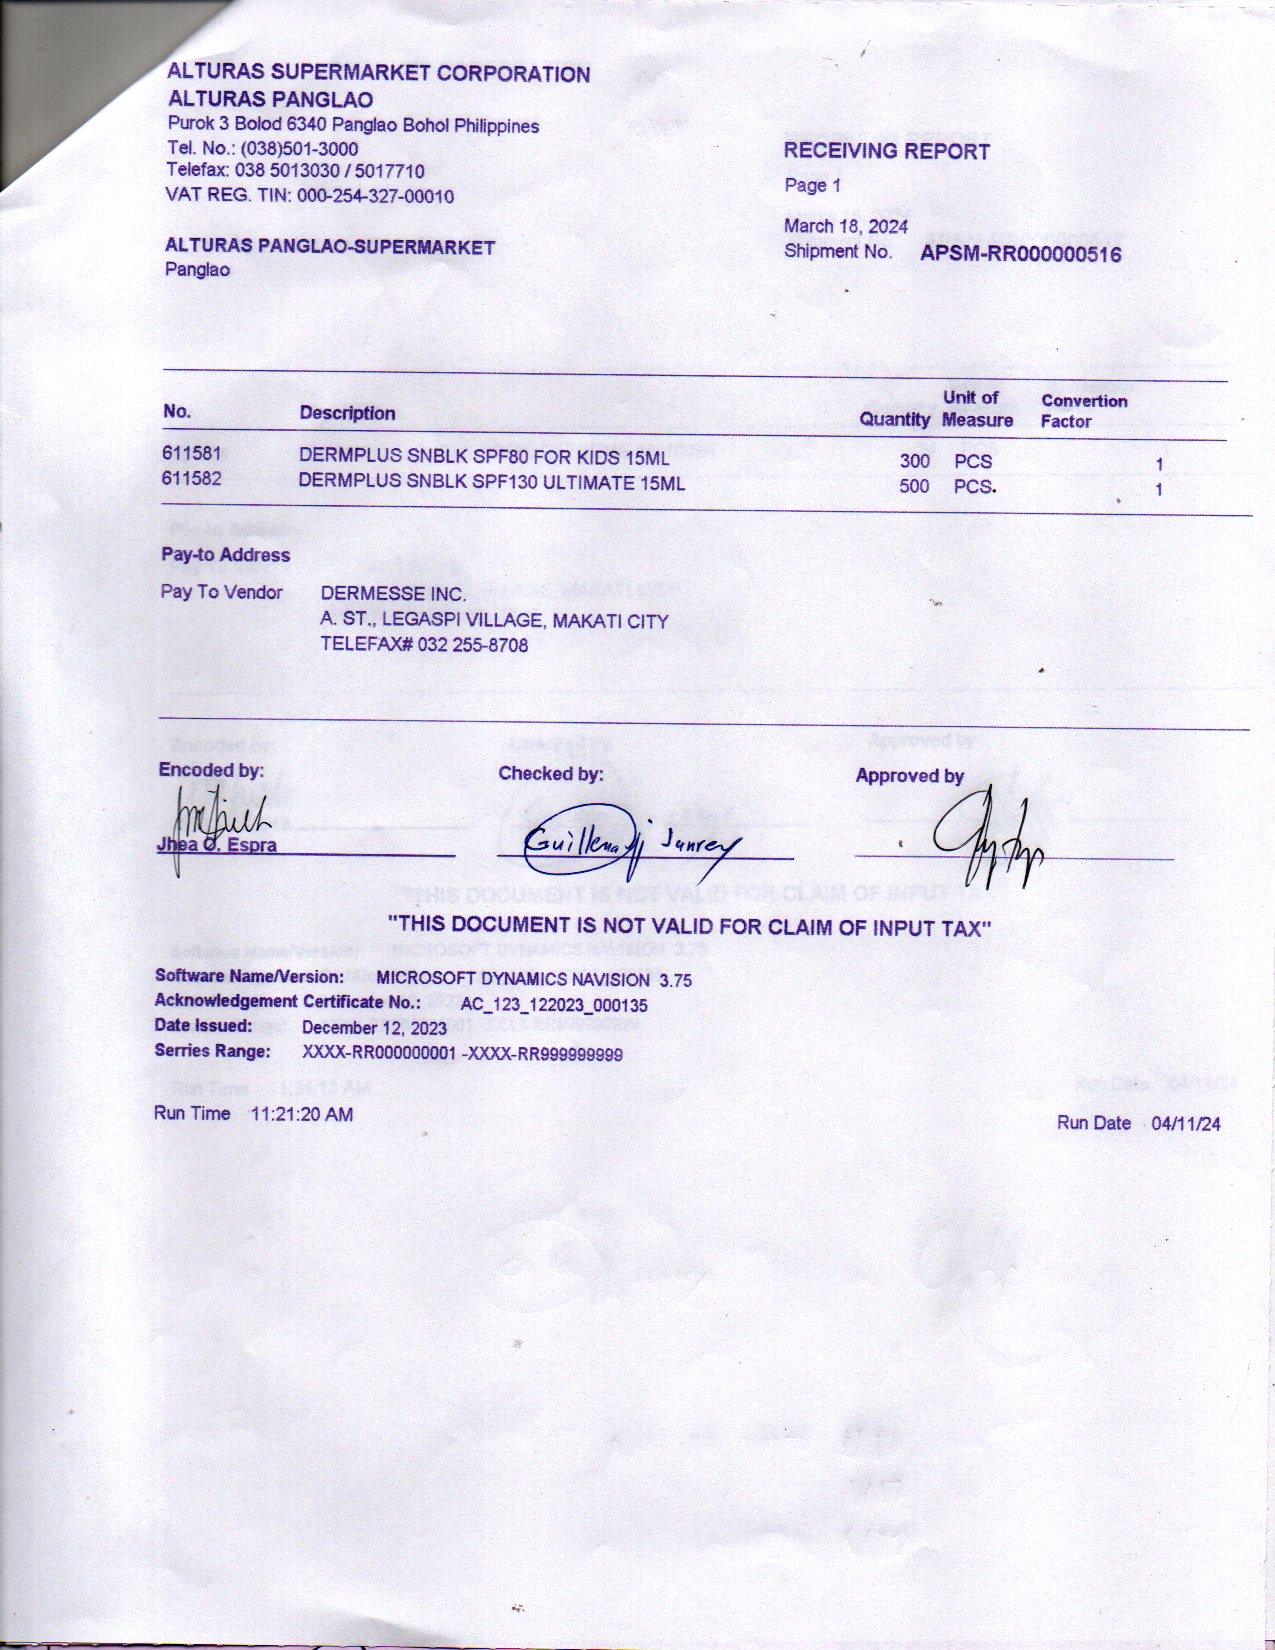 ALTURAS SUPERMARKET CORPORATION
ALTURAS PANGLAO
Purok 3 Bolod 6340 Panglao Bohol Philippines
Tel. No.: (038)501-3000
Telefax: 038 5013030 / 5017710
VAT REG. TIN: 000-254-327-00010
RECEIVING REPORT
Page 1
March 18, 2024
Shipment No. APSM-RR000000516
ALTURAS PANGLAO-SUPERMARKET
Panglao
No. Description Quantity Unit of Measure Convertion Factor
611581 DERMPLUS SNBLK SPF80 FOR KIDS 15ML 300 PCS 1
611582 DERMPLUS SNBLK SPF130 ULTIMATE 15ML 500 PCS. 1
Pay-to Address
Pay To Vendor DERMESSE INC.
A. ST., LEGASPI VILLAGE, MAKATI CITY
TELEFAX# 032 255-8708
Encoded by: Checked by: Approved by
Jhea O. Espra Guillena Junrey
"THIS DOCUMENT IS NOT VALID FOR CLAIM OF INPUT TAX"
Software Name/Version: MICROSOFT DYNAMICS NAVISION 3.75
Acknowledgement Certificate No.: AC_123_122023_000135
Date Issued: December 12, 2023
Serries Range: XXXX-RR000000001 -XXXX-RR999999999
Run Time 11:21:20 AM Run Date 04/11/24